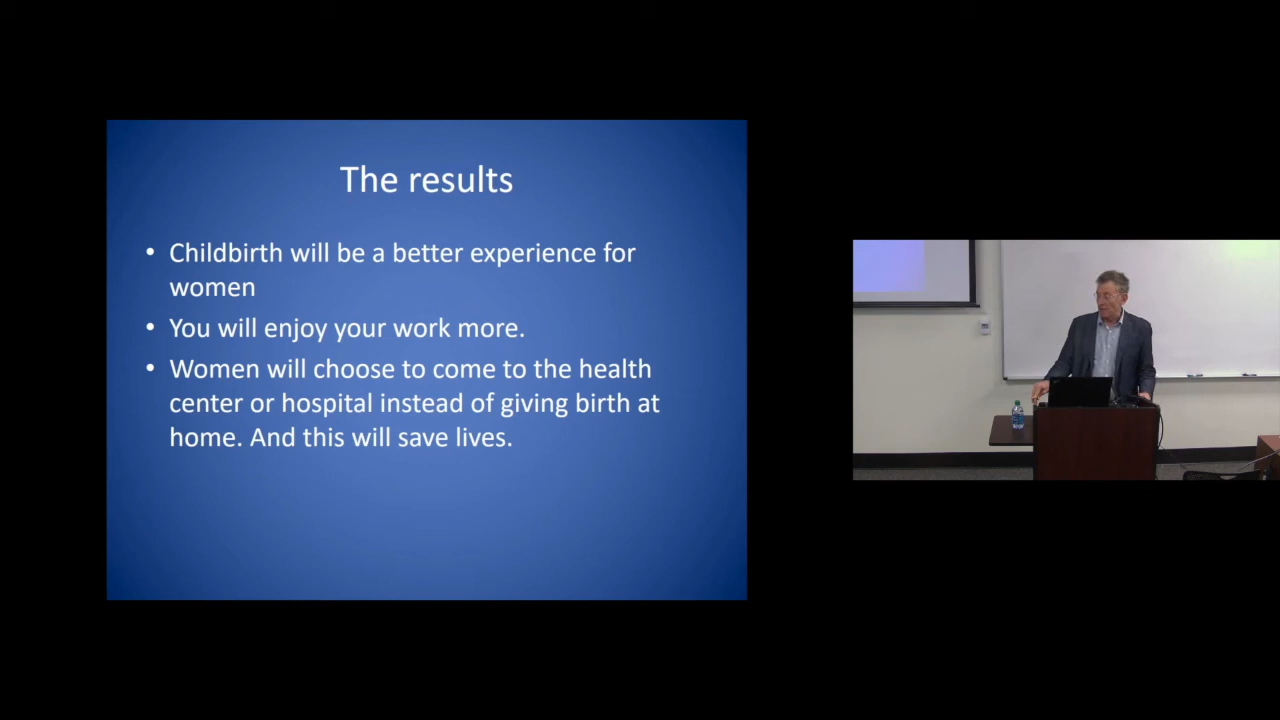 The results
• Childbirth will be a better experience for
women
• You will enjoy your work more.
• Women will choose to come to the health
center or hospital instead of giving birth at
home. And this will save lives.